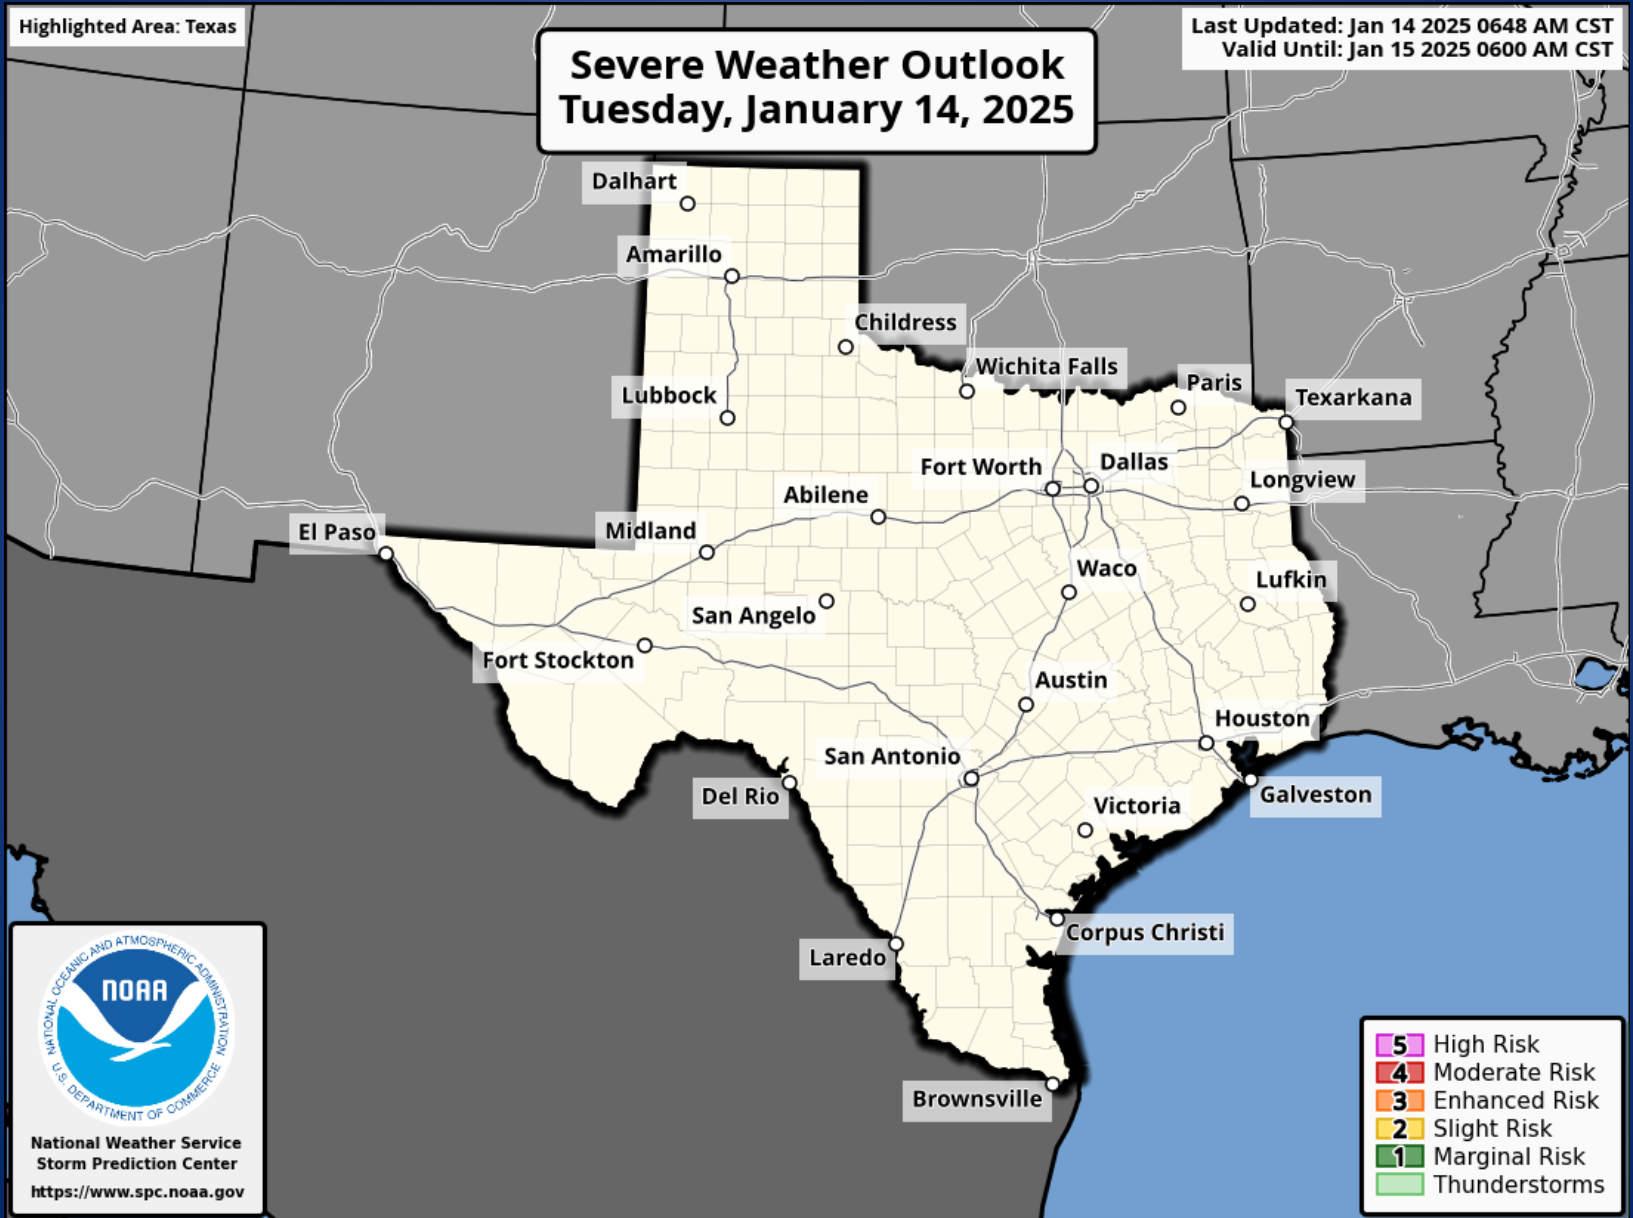 Highlighted Area: Texas
Severe Weather Outlook
Tuesday, January 14, 2025
Last Updated: Jan 14 2025 0648 AM CST
Valid Until: Jan 15 2025 0600 AM CST
Dalhart
Amarillo
Childress
Wichita Falls
Paris
Texarkana
Lubbock
Fort Worth
Dallas
Longview
Abilene
El Paso
Midland
Waco
Lufkin
San Angelo
Fort Stockton
Austin
Houston
San Antonio
Del Rio
Galveston
Victoria
Corpus Christi
Laredo
Brownsville
NATIONAL OCEANIC AND ATMOSPHERIC ADMINISTRATION
NOAA
U.S. DEPARTMENT OF COMMERCE
National Weather Service
Storm Prediction Center
https://www.spc.noaa.gov
5 High Risk
4 Moderate Risk
3 Enhanced Risk
2 Slight Risk
1 Marginal Risk
Thunderstorms